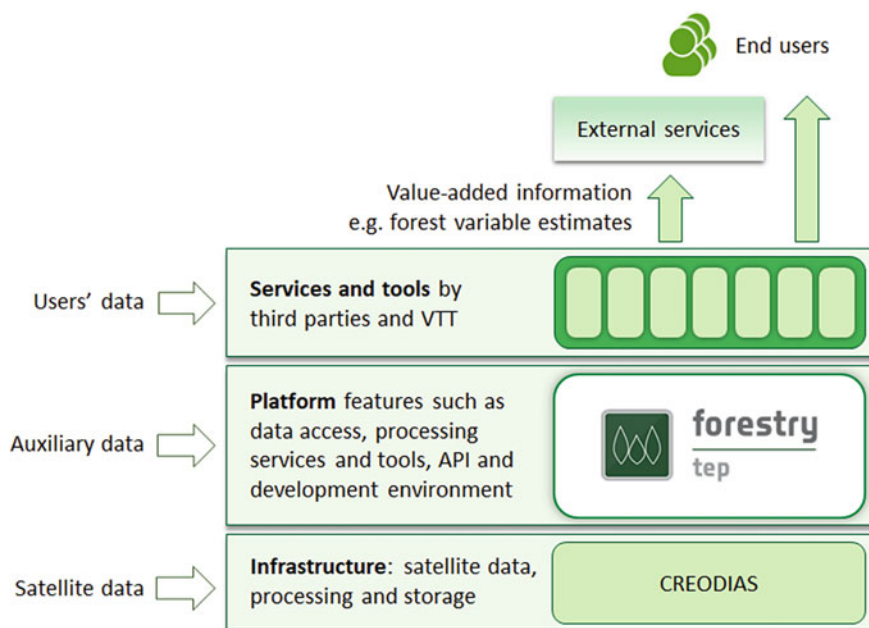 End users
External services
Value-added information
e.g. forest variable estimates
Users' data
Services and tools by
third parties and VTT
Auxiliary data
Platform features such as
data access, processing
services and tools, API and
development environment
forestry
tep
Satellite data
Infrastructure: satellite data,
processing and storage
CREODIAS